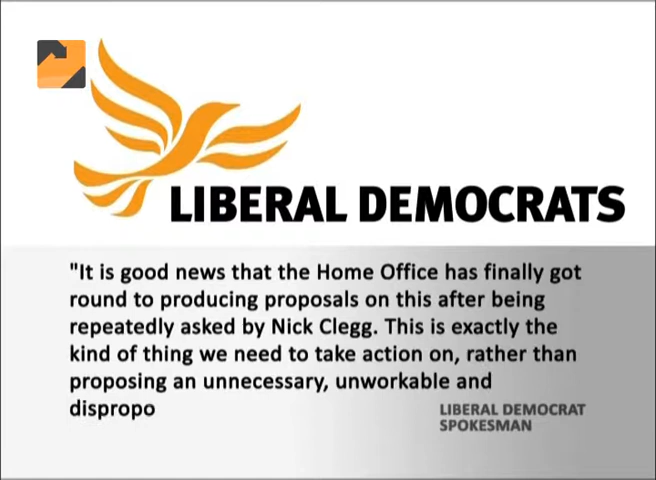 LIBERAL DEMOCRATS
"It is good news that the Home Office has finally got
round to producing proposals on this after being
repeatedly asked by Nick Clegg. This is exactly the
kind of thing we need to take action on, rather than
proposing an unnecessary, unworkable and
dispropo
LIBERAL DEMOCRAT
SPOKESMAN